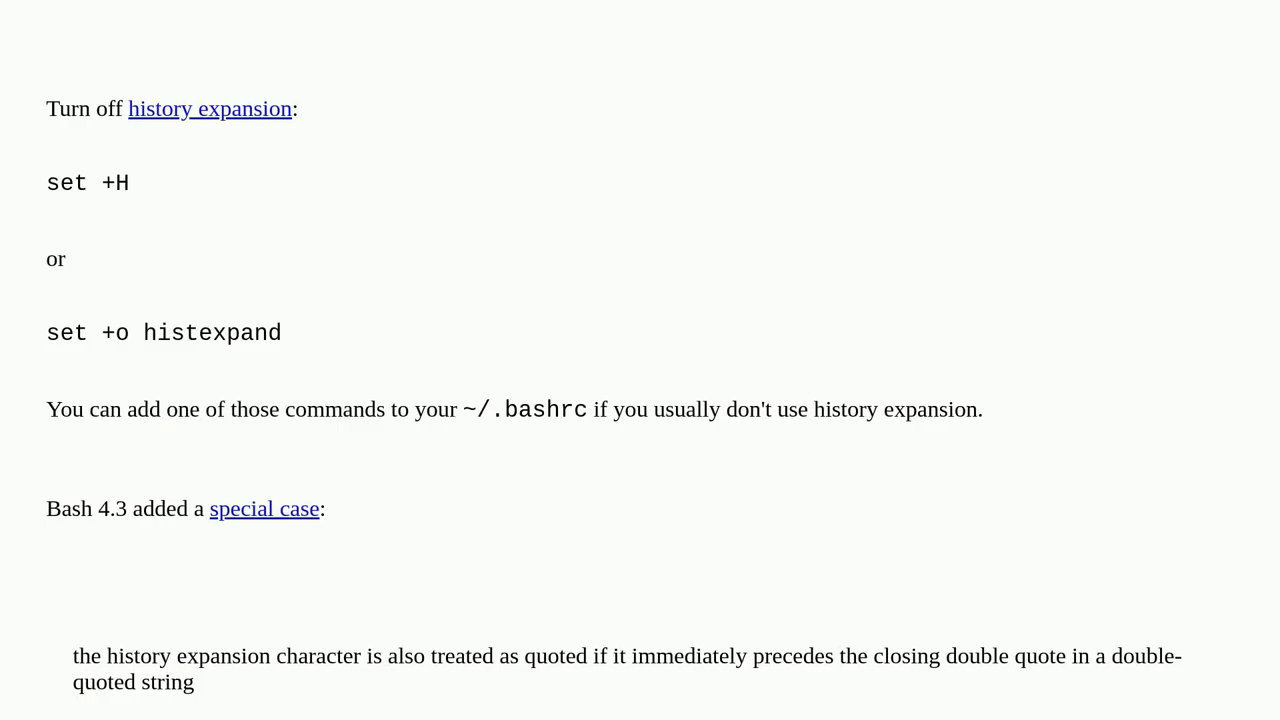 Turn off history expansion:
set +H
or
set +o histexpand
You can add one of those commands to your ~/.bashrc if you usually don't use history expansion.
Bash 4.3 added a special case:
the history expansion character is also treated as quoted if it immediately precedes the closing double quote in a double-
quoted string